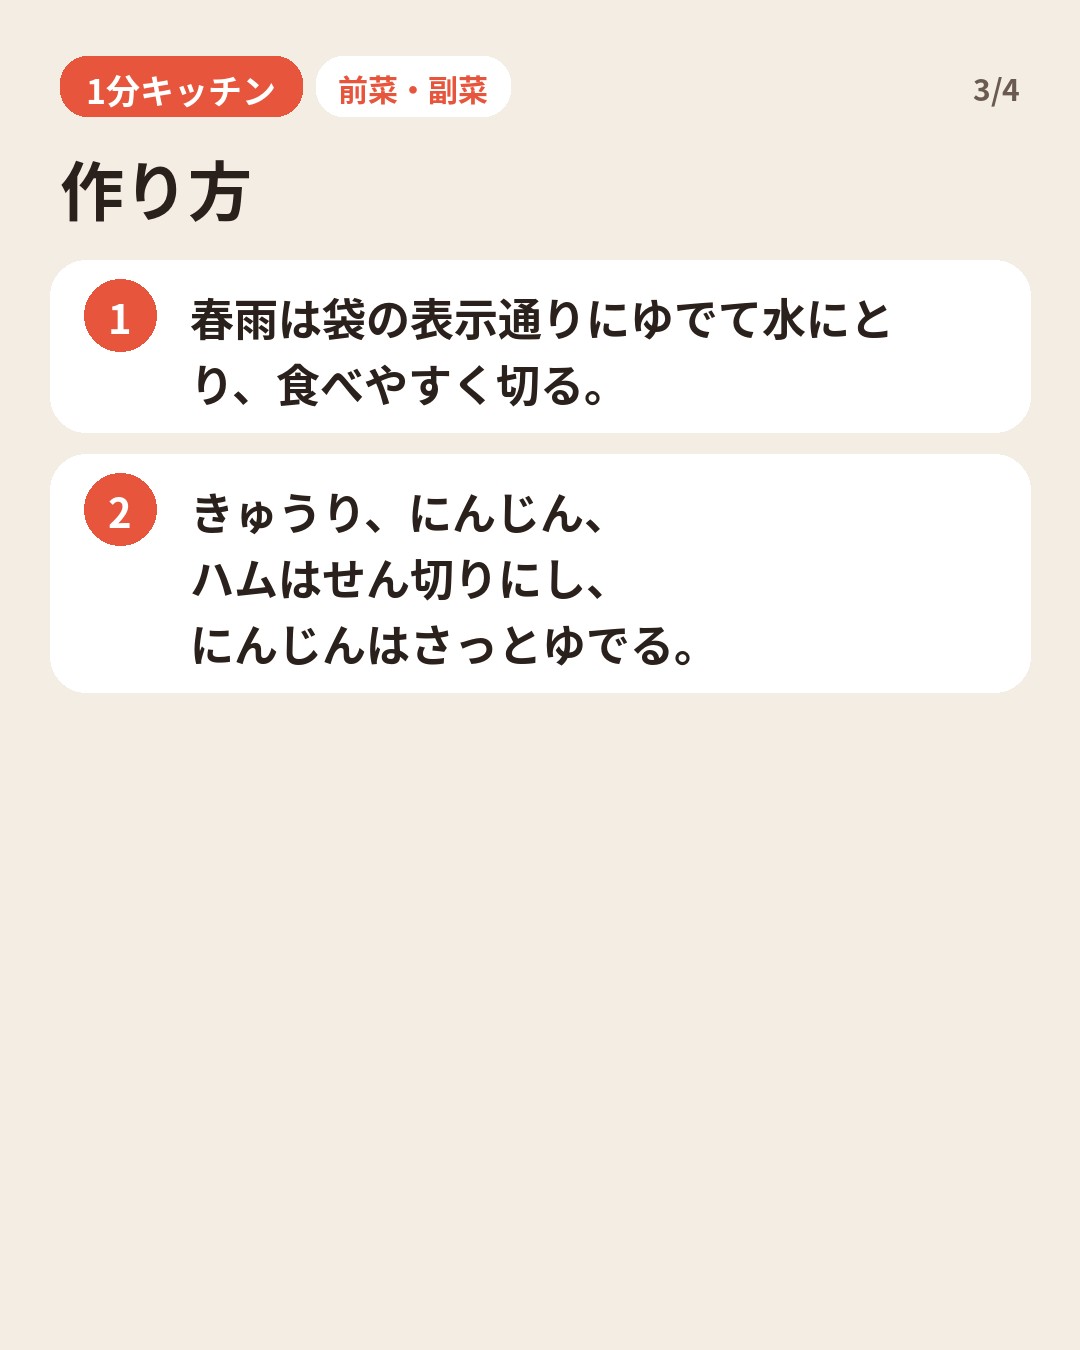 1分キッチン
前菜・副菜
3/4
作り方
1
春雨は袋の表示通りにゆでて水にと
り、食べやすく切る。
2
きゅうり、にんじん、
ハムはせん切りにし、
にんじんはさっとゆでる。